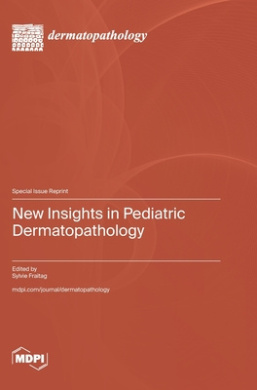 dermatopathology
Special Issue Reprint
New Insights in Pediatric
Dermatopathology
Edited by
Sylvie Fraitag
mdpi.com/journal/dermatopathology
MDPI